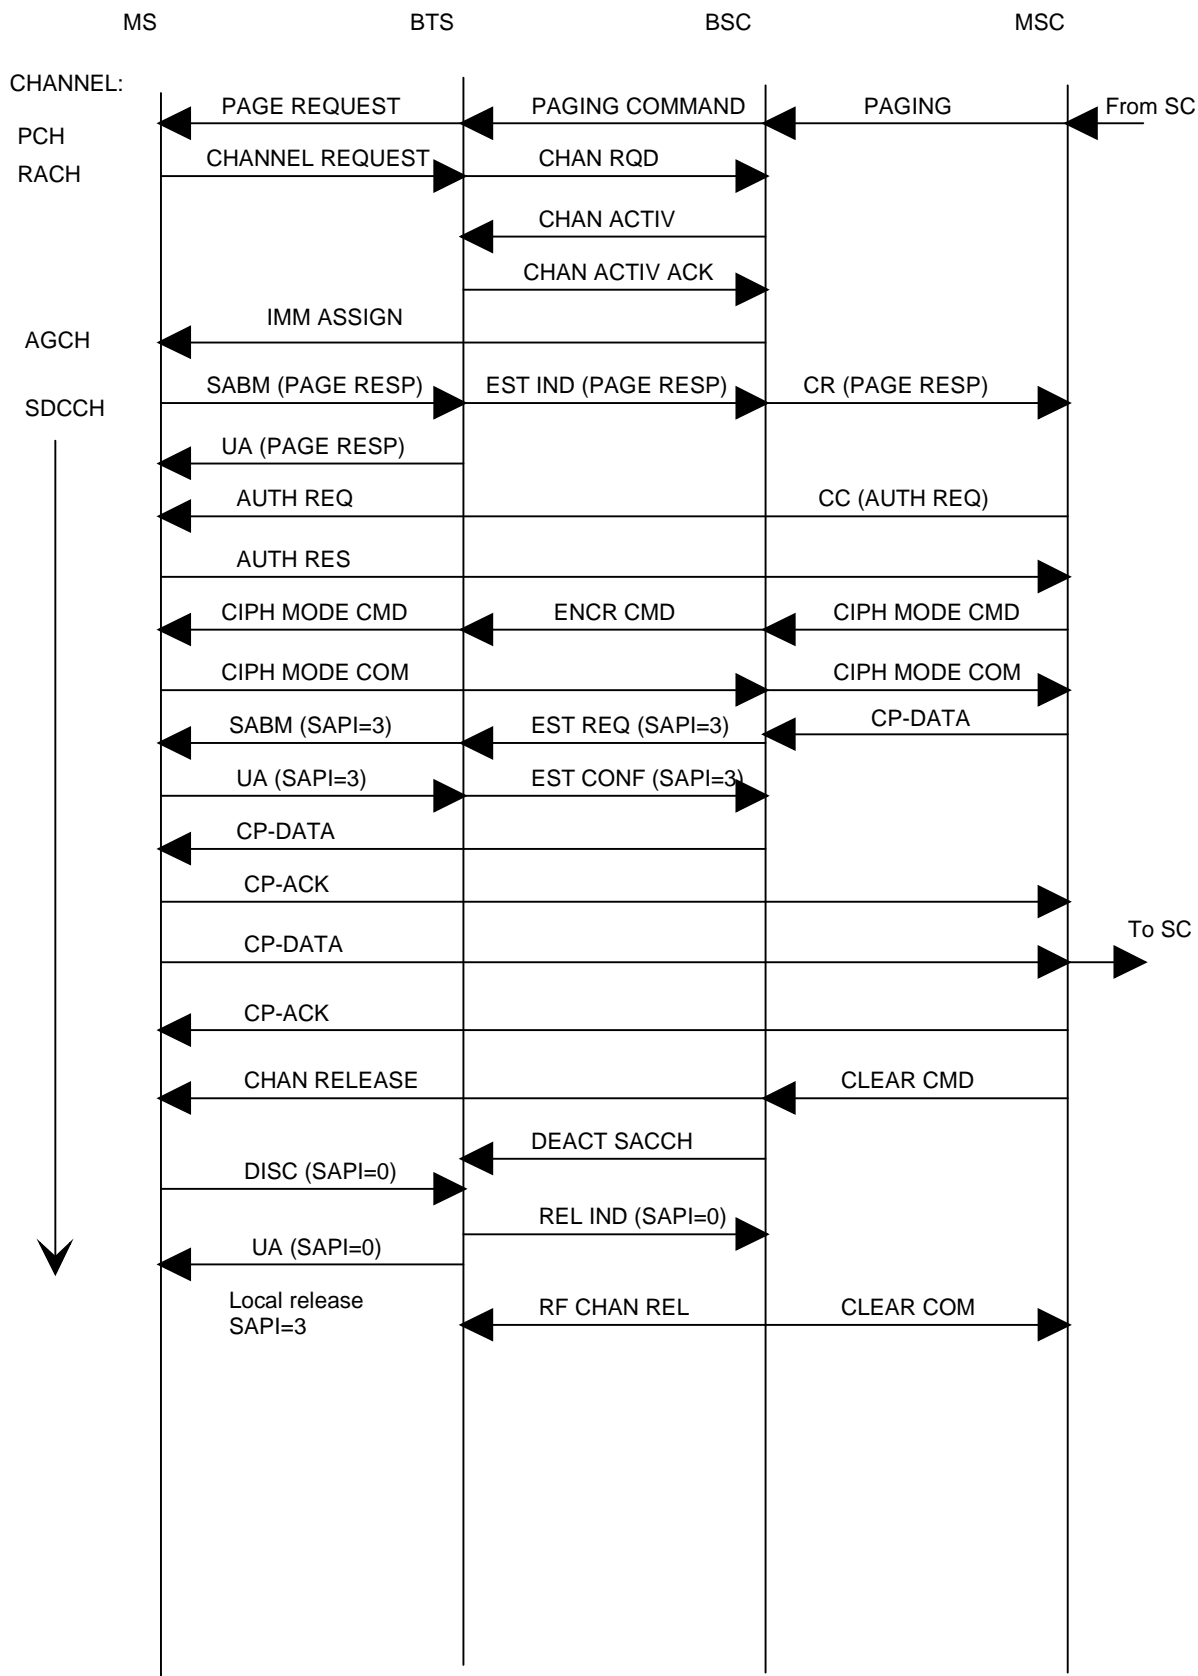 MS BTS BSC MSC
CHANNEL:
PAGE REQUEST PAGING COMMAND PAGING From SC
PCH
CHANNEL REQUEST CHAN RQD
RACH
CHAN ACTIV
CHAN ACTIV ACK
IMM ASSIGN
AGCH
SABM (PAGE RESP) EST IND (PAGE RESP) CR (PAGE RESP)
SDCCH
UA (PAGE RESP)
AUTH REQ CC (AUTH REQ)
AUTH RES
CIPH MODE CMD ENCR CMD CIPH MODE CMD
CIPH MODE COM CIPH MODE COM
SABM (SAPI=3) EST REQ (SAPI=3) CP-DATA
UA (SAPI=3) EST CONF (SAPI=3)
CP-DATA
CP-ACK
To SC
CP-DATA
CP-ACK
CHAN RELEASE CLEAR CMD
DEACT SACCH
DISC (SAPI=0)
REL IND (SAPI=0)
UA (SAPI=0)
Local release RF CHAN REL CLEAR COM
SAPI=3